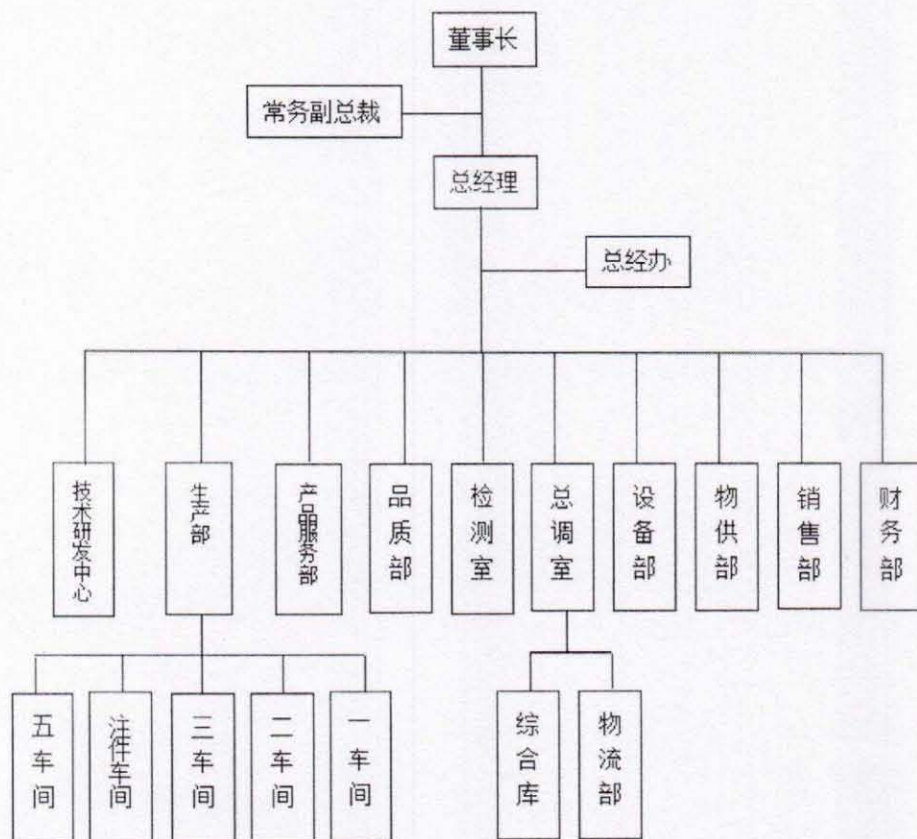 董事长
常务副总裁
总经理
总经办
技术研发中心
生产部
产品服务部
品质部
检测室
总调室
设备部
物供部
销售部
财务部
五车间
注件车间
三车间
二车间
一车间
综合库
物流部